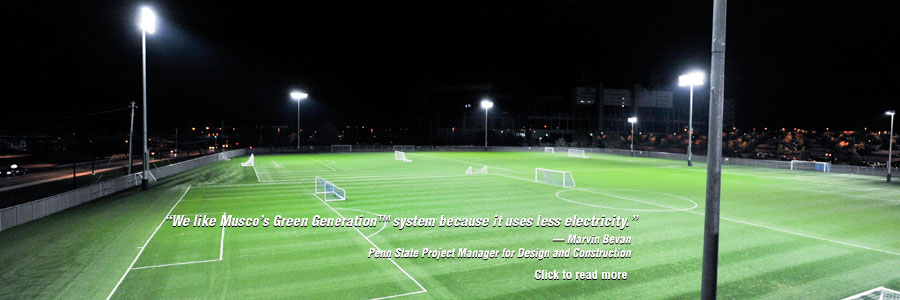 “We like Musco’s Green Generation™ system because it uses less electricity.”
— Marvin Bevan
Penn State Project Manager for Design and Construction
Click to read more